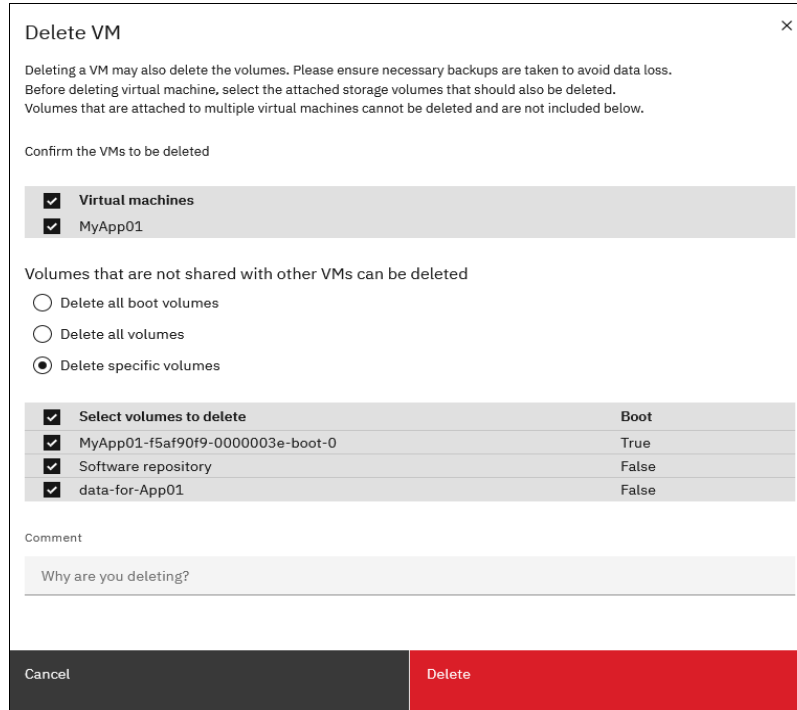 Delete VM
Deleting a VM may also delete the volumes. Please ensure necessary backups are taken to avoid data loss.
Before deleting virtual machine, select the attached storage volumes that should also be deleted.
Volumes that are attached to multiple virtual machines cannot be deleted and are not included below.
Confirm the VMs to be deleted
Virtual machines
MyApp01
Volumes that are not shared with other VMs can be deleted
Delete all boot volumes
Delete all volumes
Delete specific volumes
Select volumes to delete Boot
MyApp01-f5af90f9-0000003e-boot-0 True
Software repository False
data-for-App01 False
Comment
Why are you deleting?
Cancel Delete